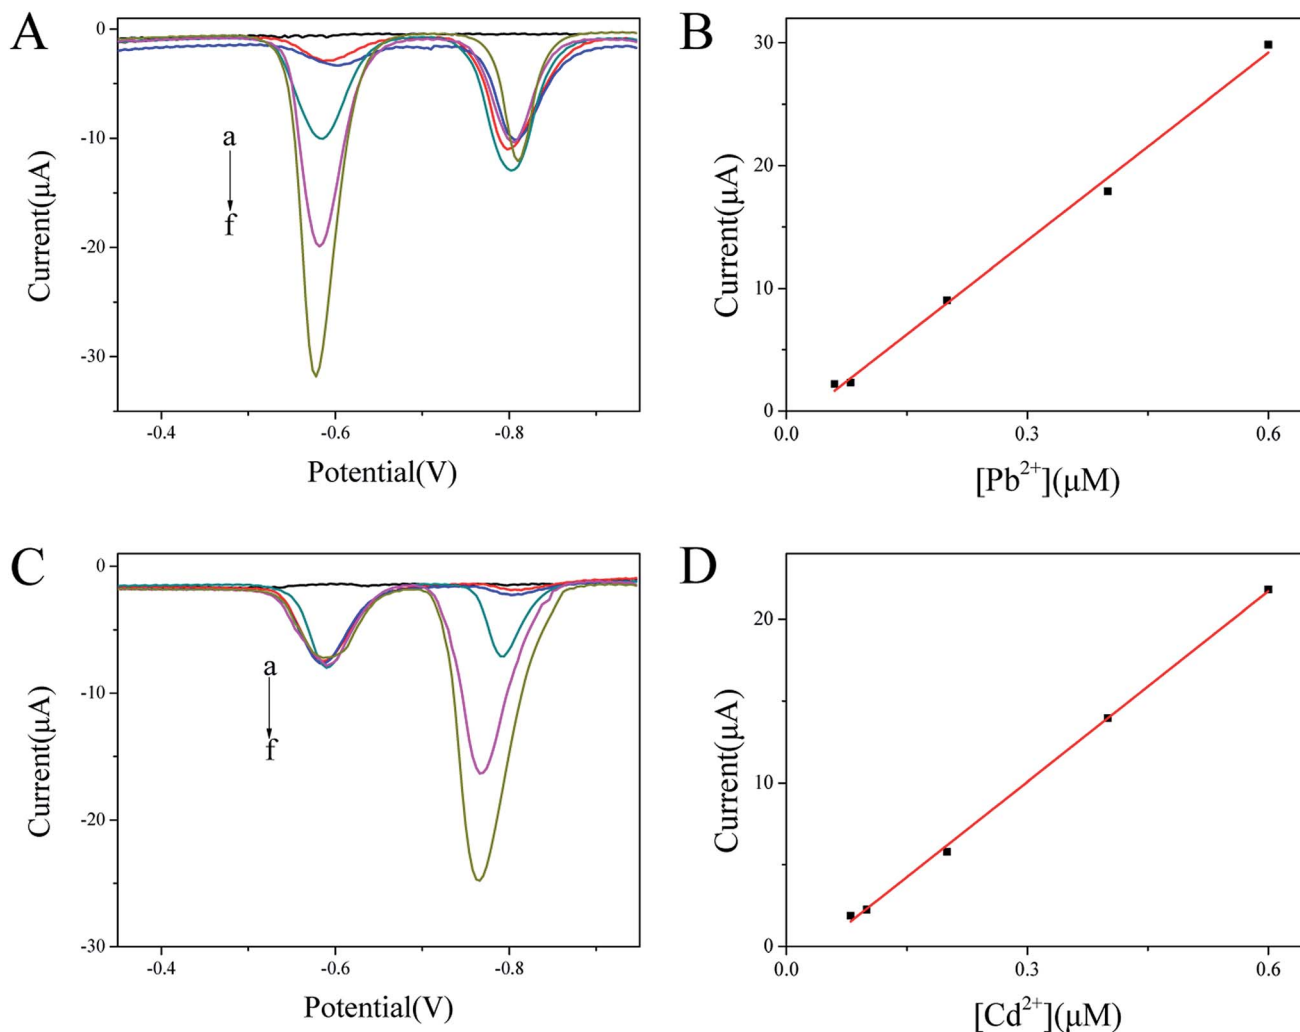 A
0
-10
-20
-30
a
f
Current(μA)
-0.4 -0.6 -0.8
Potential(V)
B
30
20
10
0
Current(μA)
0.0 0.3 0.6
[Pb²⁺](μM)
C
0
-10
-20
-30
a
f
Current(μA)
-0.4 -0.6 -0.8
Potential(V)
D
20
10
0
Current(μA)
0.0 0.3 0.6
[Cd²⁺](μM)